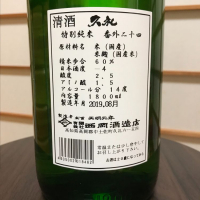 清酒 久礼
特別純米 番外二十四
原材料名 米(国産)
米麹(国産米)
精米歩合 60%
日本酒度 -4
酸度 2.5
アミノ酸 1.5
アルコール分 14度
内容量 1800ml
製造年月 2019.08月
西岡酒造店